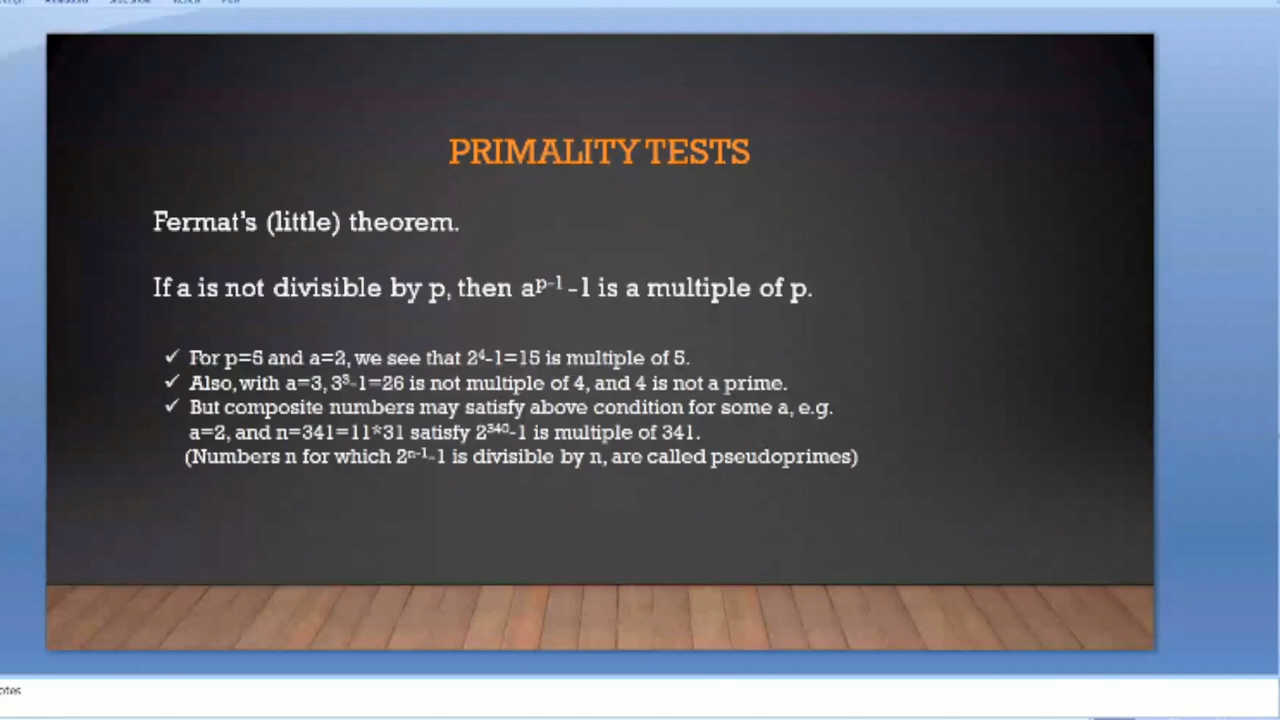 PRIMALITY TESTS
Fermat's (little) theorem.
If a is not divisible by p, then aᵖ⁻¹ -1 is a multiple of p.
✓ For p=5 and a=2, we see that 2⁴-1=15 is multiple of 5.
✓ Also, with a=3, 3³-1=26 is not multiple of 4, and 4 is not a prime.
✓ But composite numbers may satisfy above condition for some a, e.g.
a=2, and n=341=11*31 satisfy 2³⁴⁰-1 is multiple of 341.
(Numbers n for which 2ⁿ⁻¹-1 is divisible by n, are called pseudoprimes)